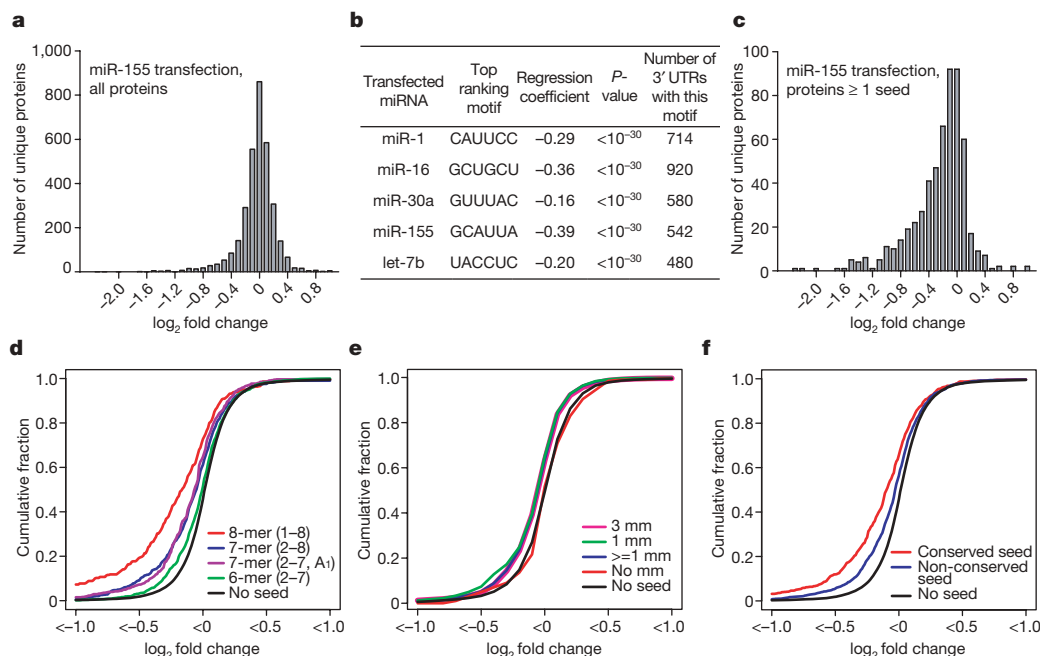 a
1,000
800
600
400
200
0
Number of unique proteins
miR-155 transfection,
all proteins
−2.0
−1.6
−1.2
−0.8
−0.4
0
0.4
0.8
log2 fold change
b
Transfected miRNA
Top ranking motif
Regression coefficient
P-value
Number of 3′ UTRs with this motif
miR-1 CAUUCC −0.29 <10−30 714
miR-16 GCUGCU −0.36 <10−30 920
miR-30a GUUUAC −0.16 <10−30 580
miR-155 GCAUUA −0.39 <10−30 542
let-7b UACCUC −0.20 <10−30 480
c
100
80
60
40
20
0
Number of unique proteins
miR-155 transfection,
proteins ≥ 1 seed
−2.0
−1.6
−1.2
−0.8
−0.4
0
0.4
0.8
log2 fold change
d
1.0
0.8
0.6
0.4
0.2
0
Cumulative fraction
8-mer (1–8)
7-mer (2–8)
7-mer (2–7, A1)
6-mer (2–7)
No seed
<−1.0
<−0.5
<0
<0.5
<1.0
log2 fold change
e
1.0
0.8
0.6
0.4
0.2
0
Cumulative fraction
3 mm
1 mm
>=1 mm
No mm
No seed
<−1.0
<−0.5
<0
<0.5
<1.0
log2 fold change
f
1.0
0.8
0.6
0.4
0.2
0
Cumulative fraction
Conserved seed
Non-conserved
seed
No seed
<−1.0
<−0.5
<0
<0.5
<1.0
log2 fold change